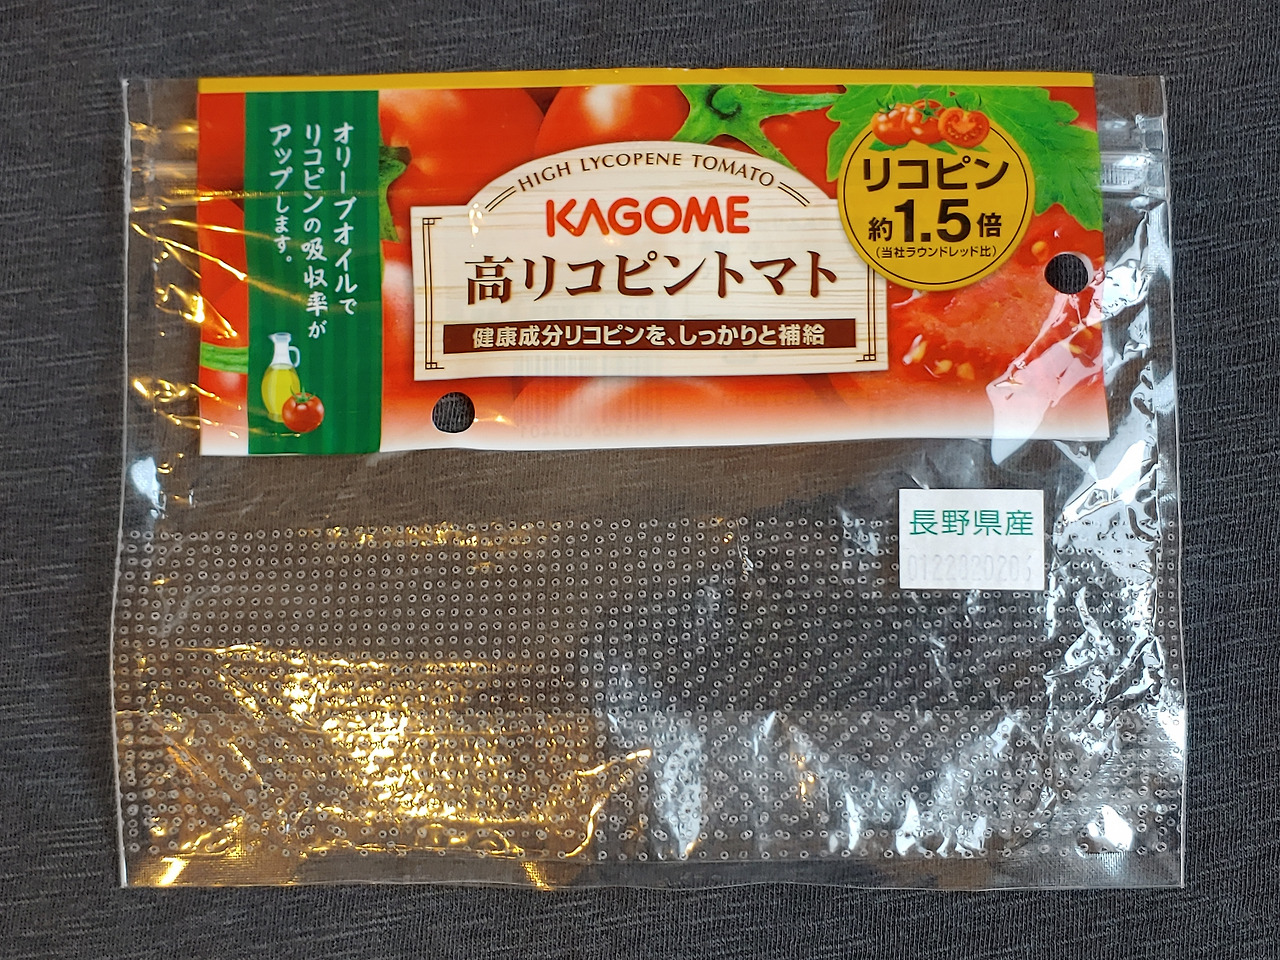 オリーブオイルで
リコピンの吸収率が
アップします。
HIGH LYCOPENE TOMATO
KAGOME
高リコピントマト
健康成分リコピンを、しっかりと補給
リコピン
約1.5倍
(当社ラウンドレッド比)
長野県産